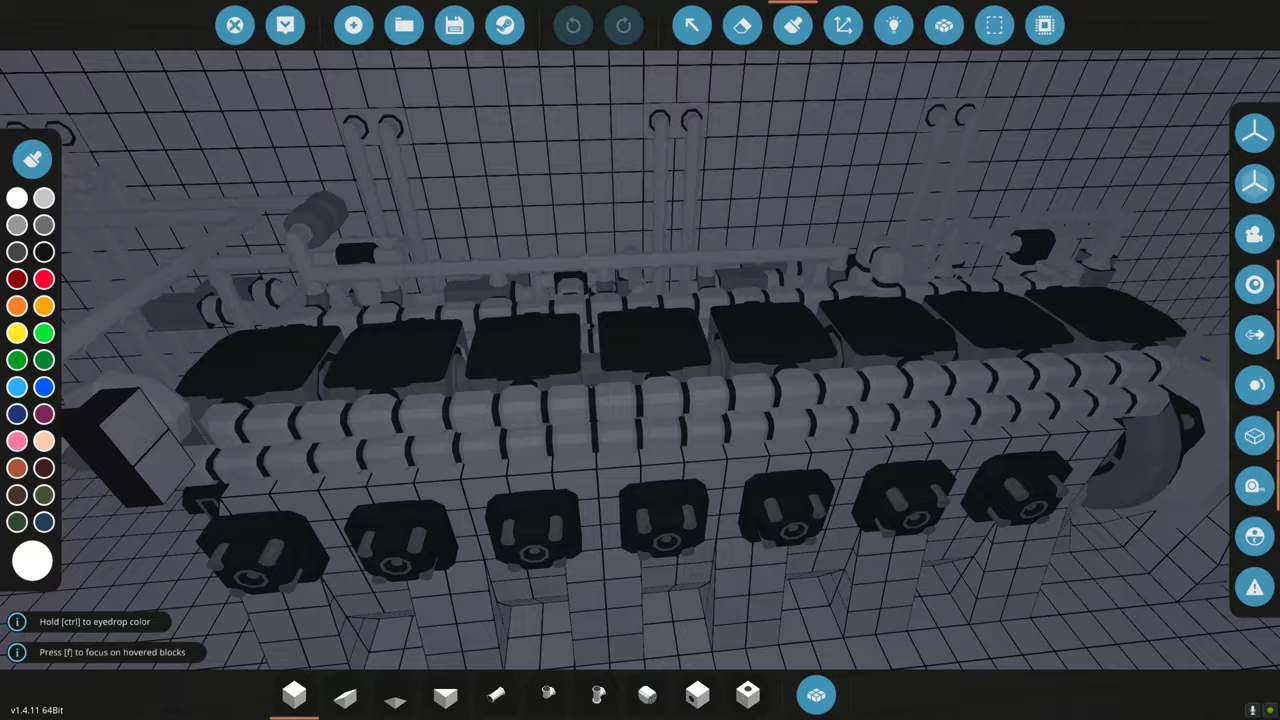 Hold [ctrl] to eyedrop color
Press [f] to focus on hovered blocks
v1.4.11 64Bit